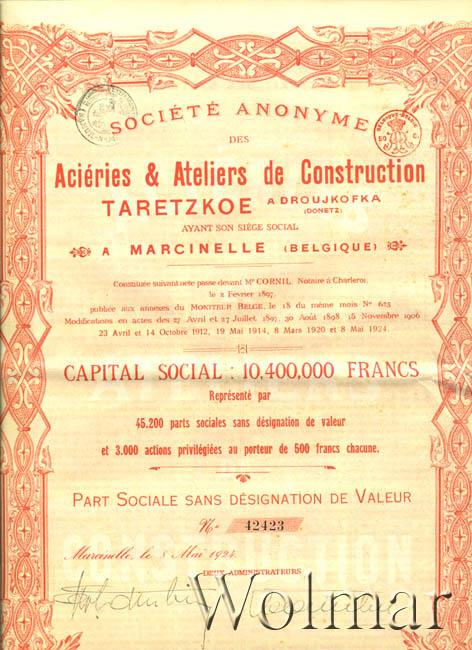 SOCIÉTÉ ANONYME
DES
Aciéries & Ateliers de Construction
TARETZKOE A DROUJKOFKA
(DONETZ)
AYANT SON SIÈGE SOCIAL
A MARCINELLE (BELGIQUE)
Constituée suivant acte passé devant Me CORNIL, Notaire à Charleroi,
le 2 Février 1897,
publiée aux annexes du MONITEUR BELGE, le 18 du même mois No 625
Modifications en actes des 27 Avril et 27 Juillet 1897, 30 Août 1898 15 Novembre 1906
23 Avril et 14 Octobre 1912, 19 Mai 1914, 8 Mars 1920 et 8 Mai 1924.
CAPITAL SOCIAL : 10,400,000 FRANCS
Représenté par
45.200 parts sociales sans désignation de valeur
et 3.000 actions privilégiées au porteur de 500 francs chacune.
PART SOCIALE SANS DÉSIGNATION DE VALEUR
No 42423
Marcinelle, le 8 Mai 1924.
DEUX ADMINISTRATEURS
Wolmar